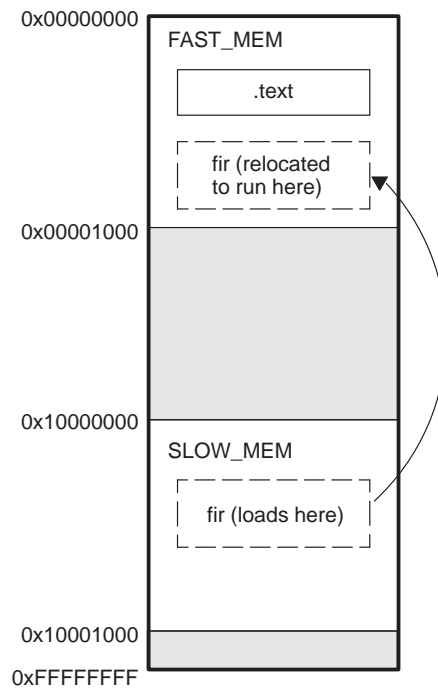 0x00000000
FAST_MEM
.text
fir (relocated
to run here)
0x00001000
0x10000000
SLOW_MEM
fir (loads here)
0x10001000
0xFFFFFFFF